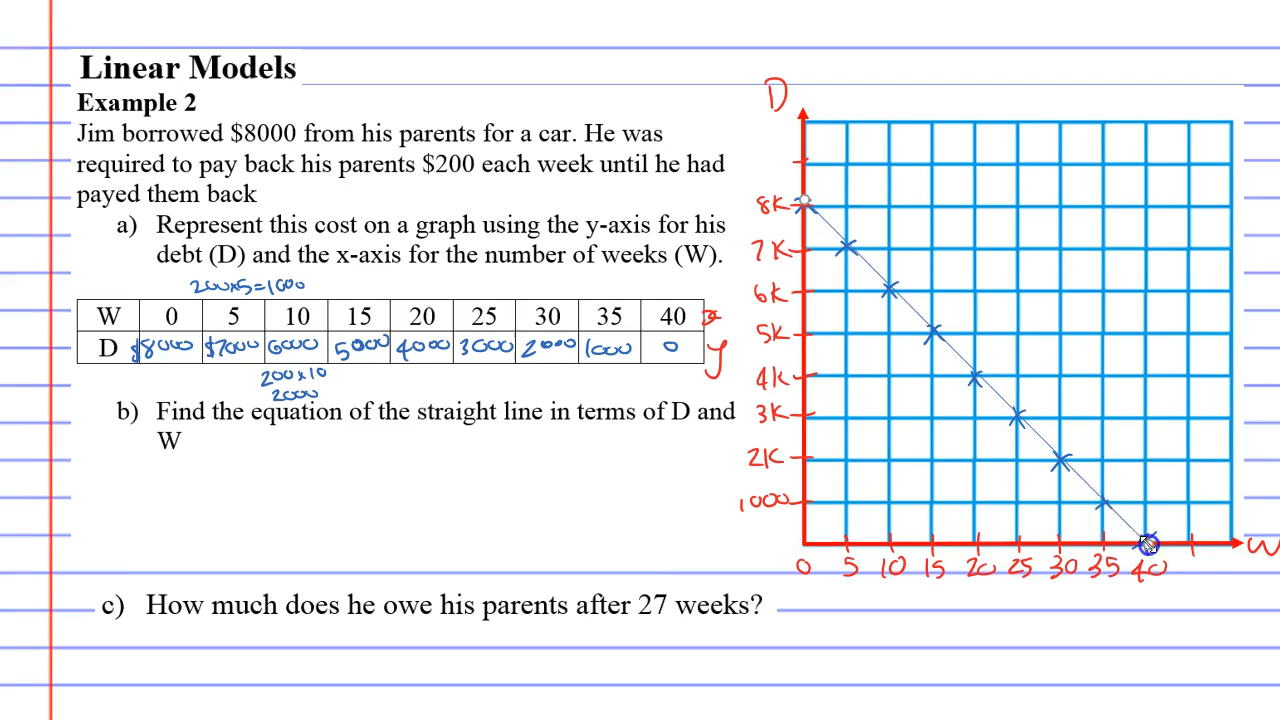 Linear Models
Example 2
Jim borrowed $8000 from his parents for a car. He was
required to pay back his parents $200 each week until he had
payed them back
a) Represent this cost on a graph using the y-axis for his
debt (D) and the x-axis for the number of weeks (W).
200x5=1000
W 0 5 10 15 20 25 30 35 40 x
D $8000 $7000 6000 5000 4000 3000 2000 1000 0 y
200x10
2000
b) Find the equation of the straight line in terms of D and
W
c) How much does he owe his parents after 27 weeks?
D
8K
7K
6K
5K
4K
3K
2K
1000
0 5 10 15 20 25 30 35 40 W